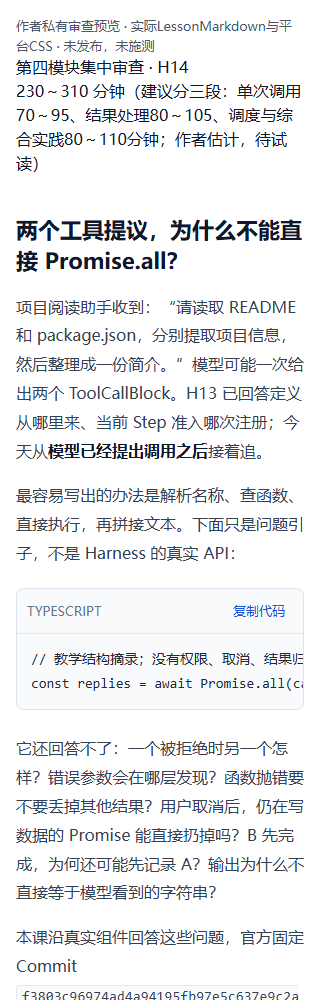 作者私有审查预览 · 实际LessonMarkdown与平
台CSS · 未发布，未施测
第四模块集中审查 · H14
230～310 分钟（建议分三段：单次调用
70～95、结果处理80～105、调度与综
合实践80～110分钟；作者估计，待试
读）
两个工具提议，为什么不能直
接 Promise.all？
项目阅读助手收到：“请读取 README
和 package.json，分别提取项目信息，
然后整理成一份简介。”模型可能一次给
出两个 ToolCallBlock。H13 已回答定义
从哪里来、当前 Step 准入哪次注册；今
天从模型已经提出调用之后接着追。
最容易写出的办法是解析名称、查函数、
直接执行，再拼接文本。下面只是问题引
子，不是 Harness 的真实 API：
TYPESCRIPT 复制代码
// 教学结构摘录；没有权限、取消、结果归
const replies = await Promise.all(ca
它还回答不了：一个被拒绝时另一个怎
样？错误参数会在哪层发现？函数抛错要
不要丢掉其他结果？用户取消后，仍在写
数据的 Promise 能直接扔掉吗？B 先完
成，为何还可能先记录 A？输出为什么不
直接等于模型看到的字符串？
本课沿真实组件回答这些问题，官方固定
Commit
f3803c96974ad4a94195fb97e5c637e9c2a